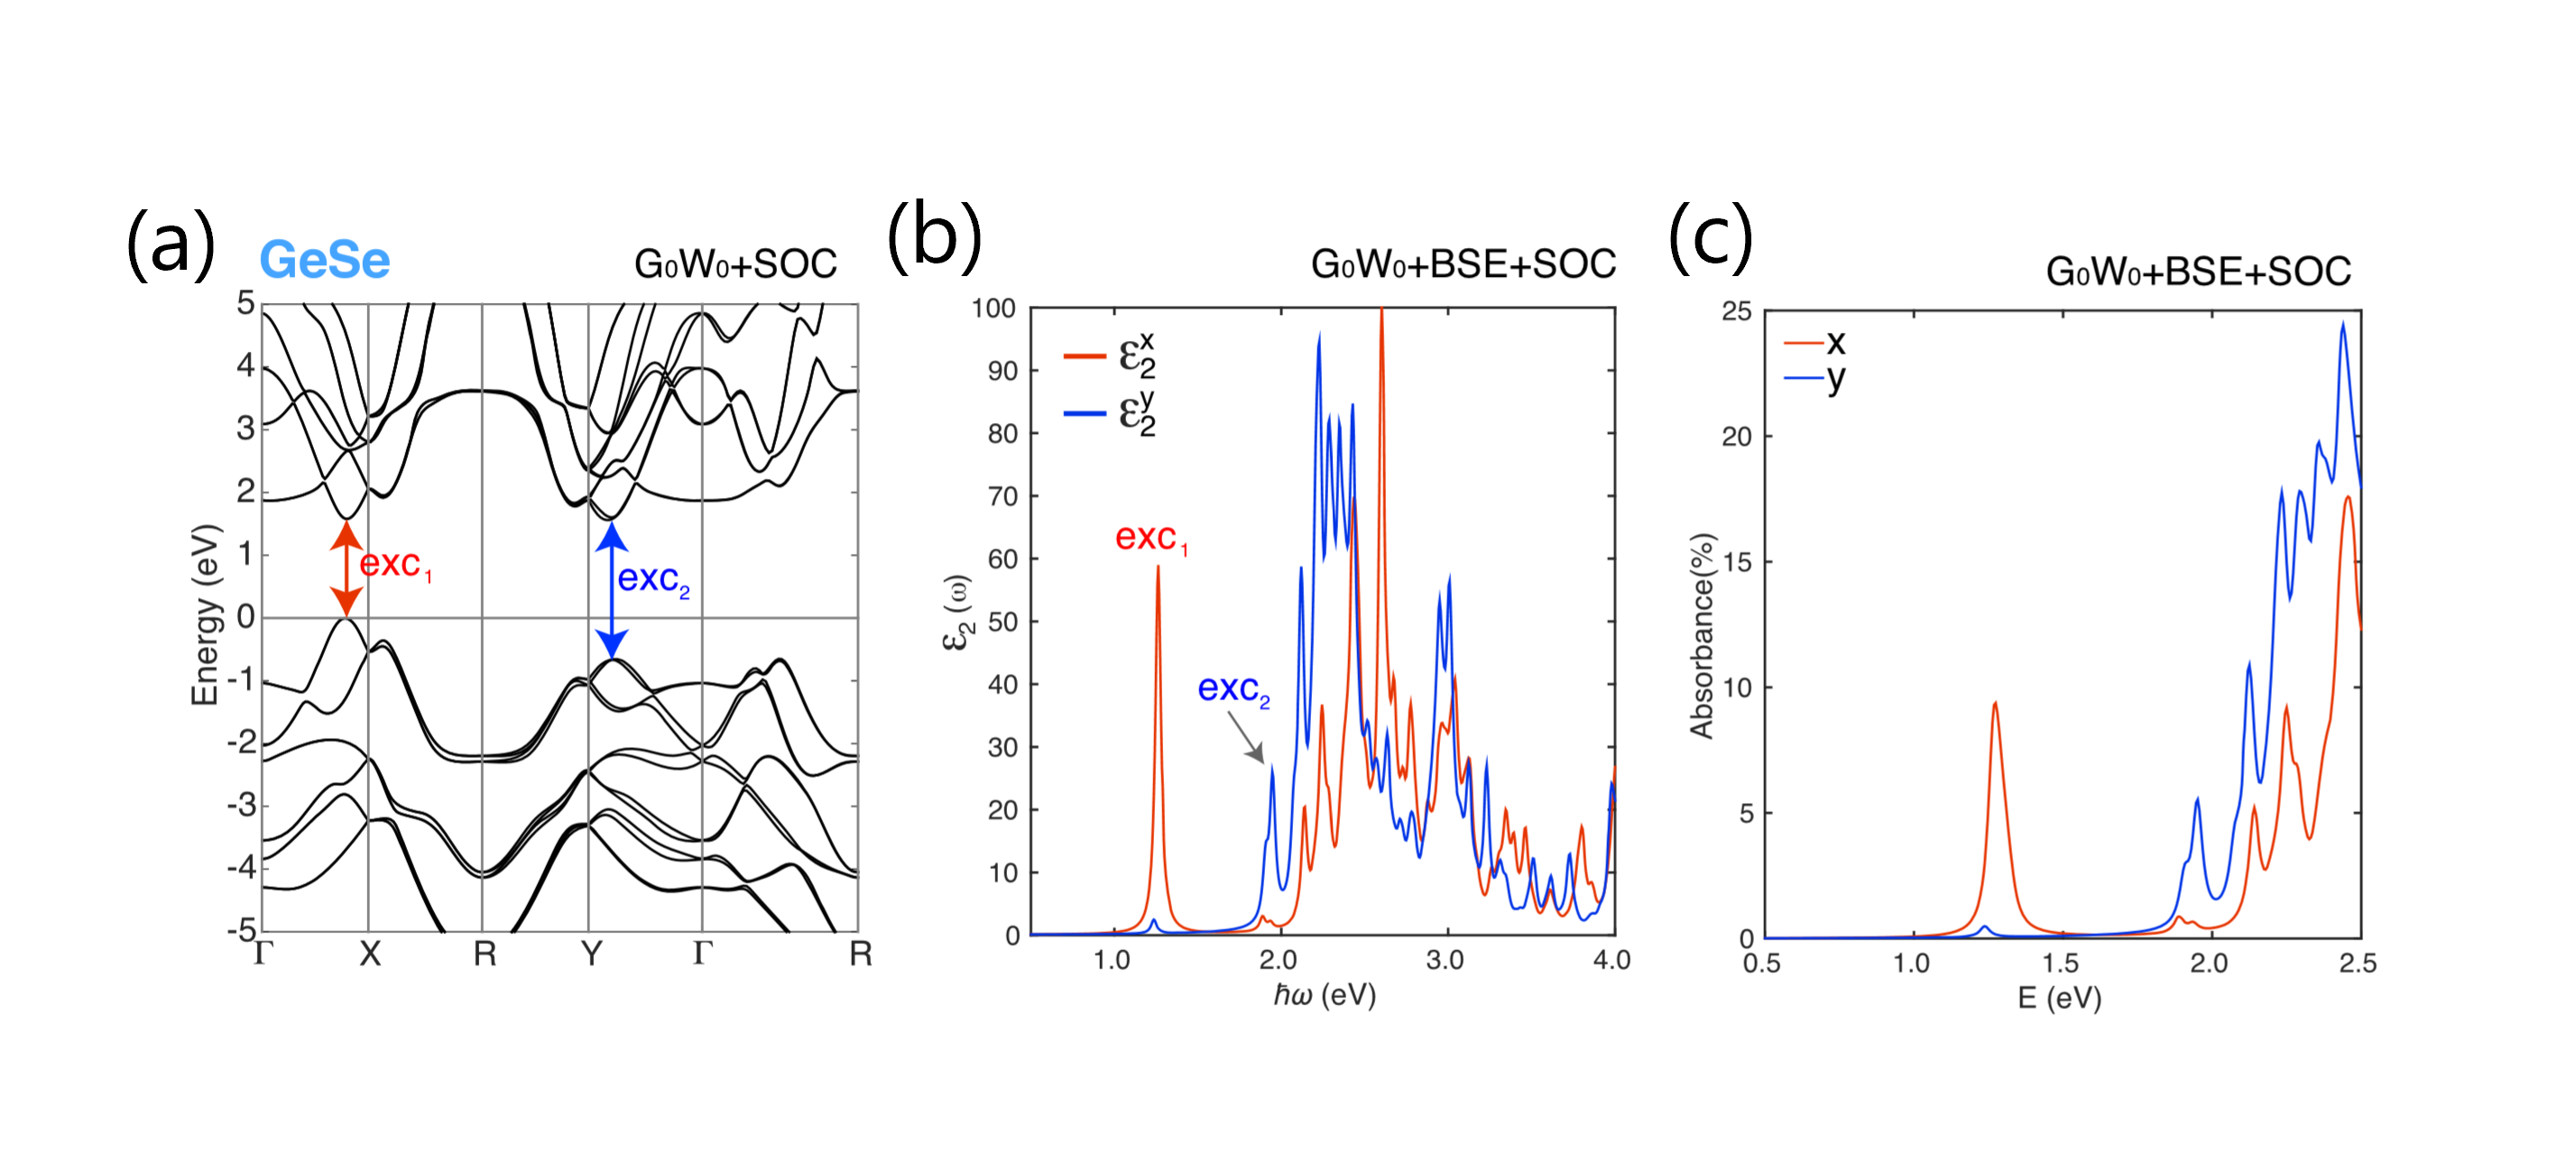 (a)
GeSe
G₀W₀+SOC
5
4
3
2
1
0
-1
-2
-3
-4
-5
Energy (eV)
exc₁
exc₂
Γ X R Y Γ R
(b)
G₀W₀+BSE+SOC
100
90
80
70
60
50
40
30
20
10
0
ε₂ (ω)
ε₂ˣ
ε₂ʸ
exc₁
exc₂
1.0 2.0 3.0 4.0
ħω (eV)
(c)
G₀W₀+BSE+SOC
25
20
15
10
5
0
Absorbance(%)
x
y
0.5 1.0 1.5 2.0 2.5
E (eV)